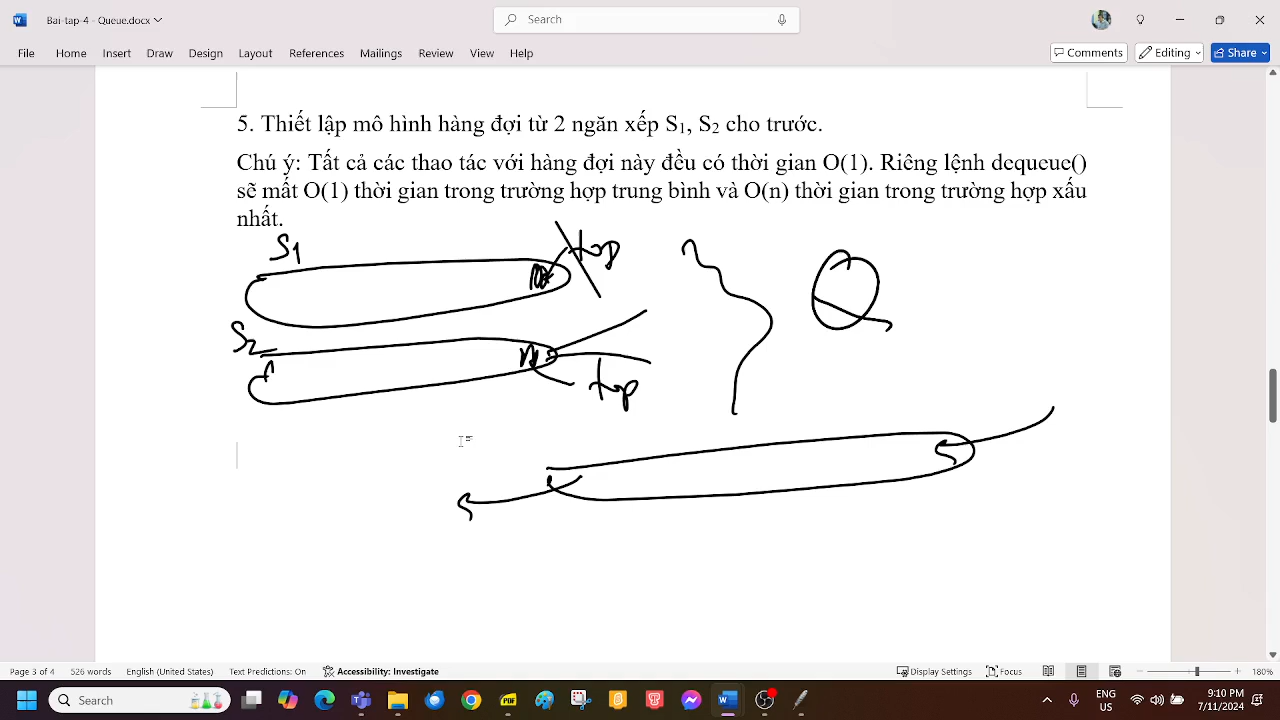 Bai-tap-4 - Queue.docx
Search
File Home Insert Draw Design Layout References Mailings Review View Help
Comments Editing Share
5. Thiết lập mô hình hàng đợi từ 2 ngăn xếp S1, S2 cho trước.
Chú ý: Tất cả các thao tác với hàng đợi này đều có thời gian O(1). Riêng lệnh dequeue()
sẽ mất O(1) thời gian trong trường hợp trung bình và O(n) thời gian trong trường hợp xấu
nhất.
S1
top
Q
S2
top
Page 3 of 4 526 words English (United States) Text Predictions: On Accessibility: Investigate Display Settings Focus 180%
Search
PDF
ENG
US
9:10 PM
7/11/2024